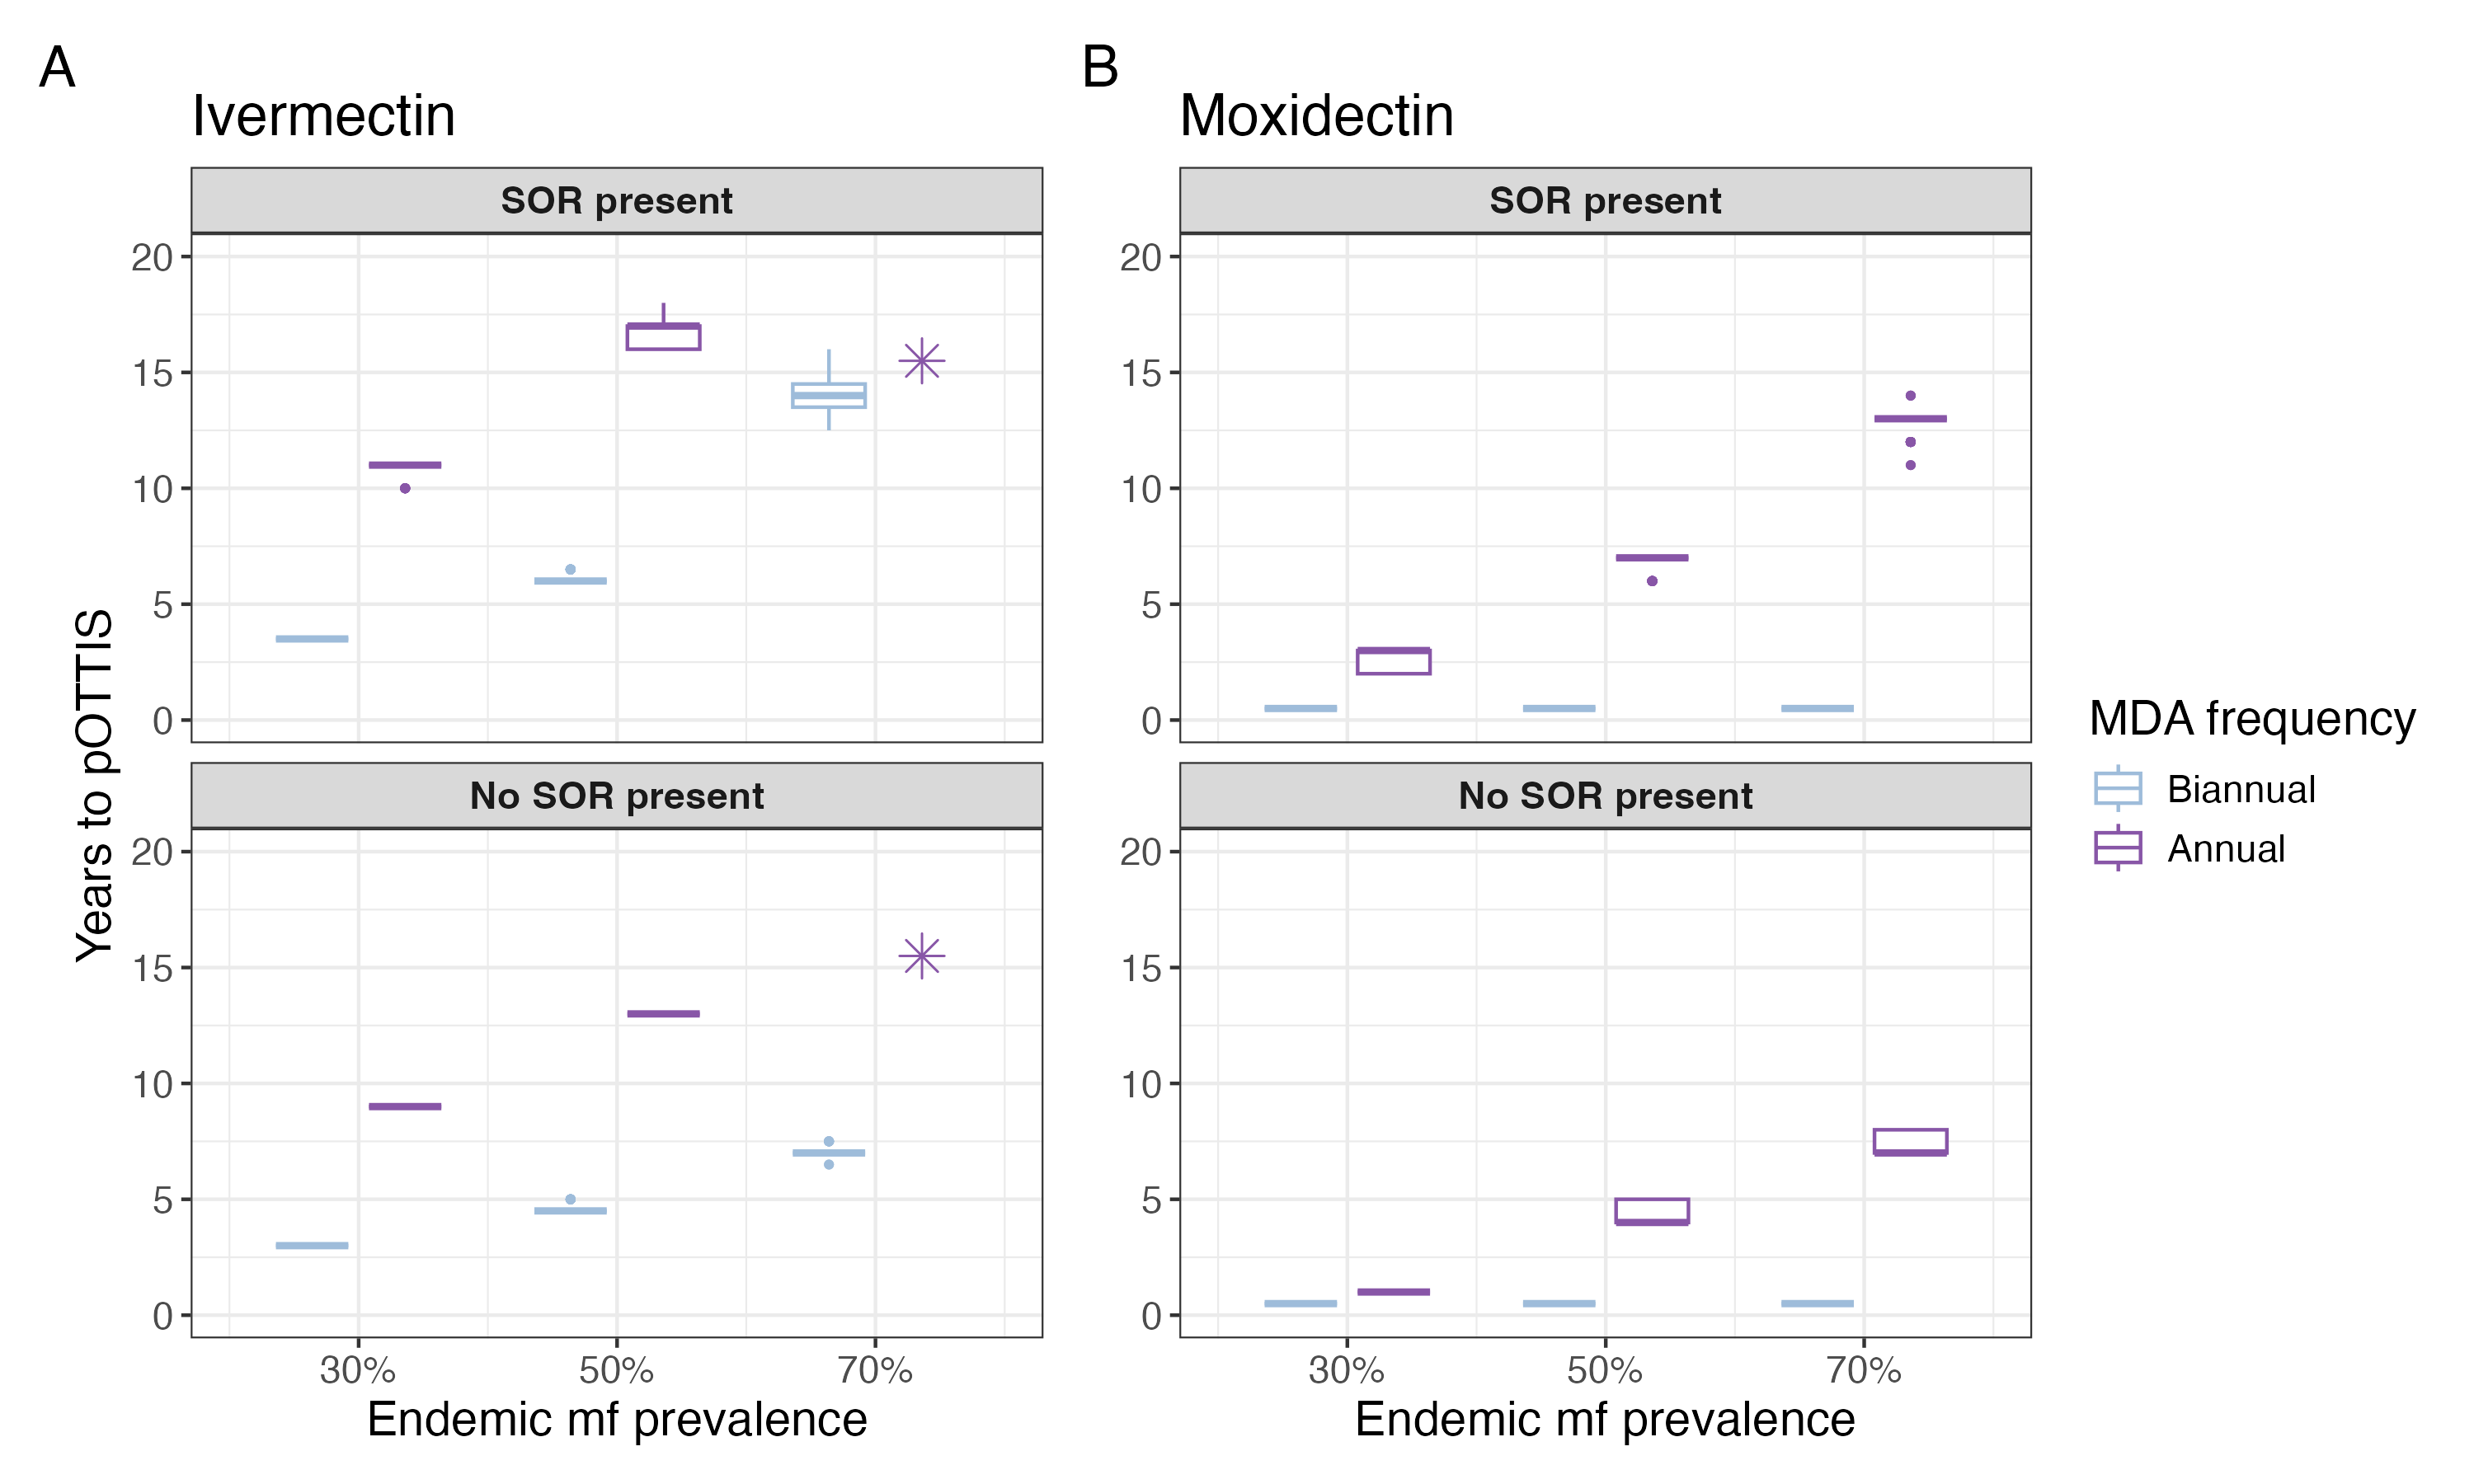 A
B
Ivermectin
Moxidectin
SOR present
SOR present
20
15
10
5
0
20
15
10
5
0
Years to pOTTIS
No SOR present
No SOR present
20
15
10
5
0
20
15
10
5
0
30% 50% 70%
30% 50% 70%
Endemic mf prevalence
Endemic mf prevalence
MDA frequency
Biannual
Annual